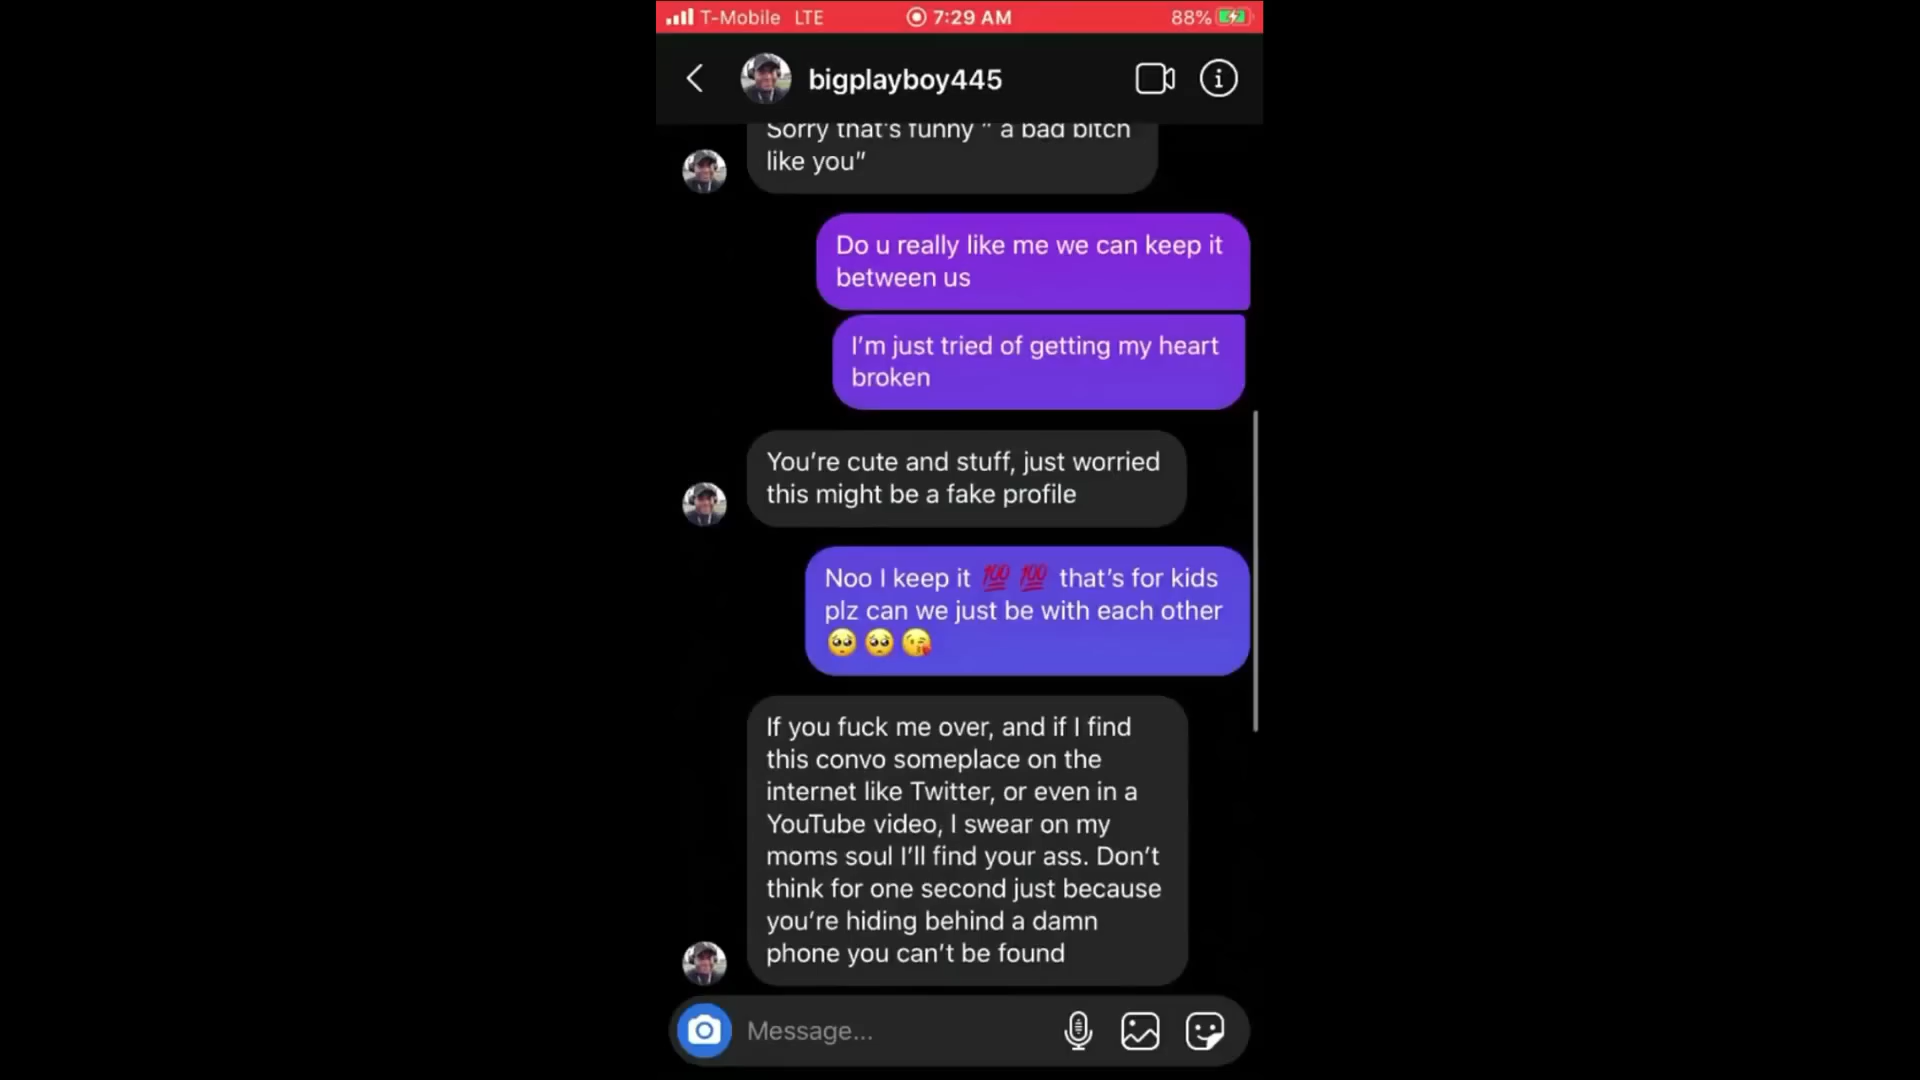 T-Mobile LTE 7:29 AM 88%
bigplayboy445
Sorry that's funny " a bad bitch
like you"
Do u really like me we can keep it
between us
I'm just tried of getting my heart
broken
You're cute and stuff, just worried
this might be a fake profile
Noo I keep it 💯 💯 that's for kids
plz can we just be with each other
🥺 🥺 😘
If you fuck me over, and if I find
this convo someplace on the
internet like Twitter, or even in a
YouTube video, I swear on my
moms soul I'll find your ass. Don't
think for one second just because
you're hiding behind a damn
phone you can't be found
Message...